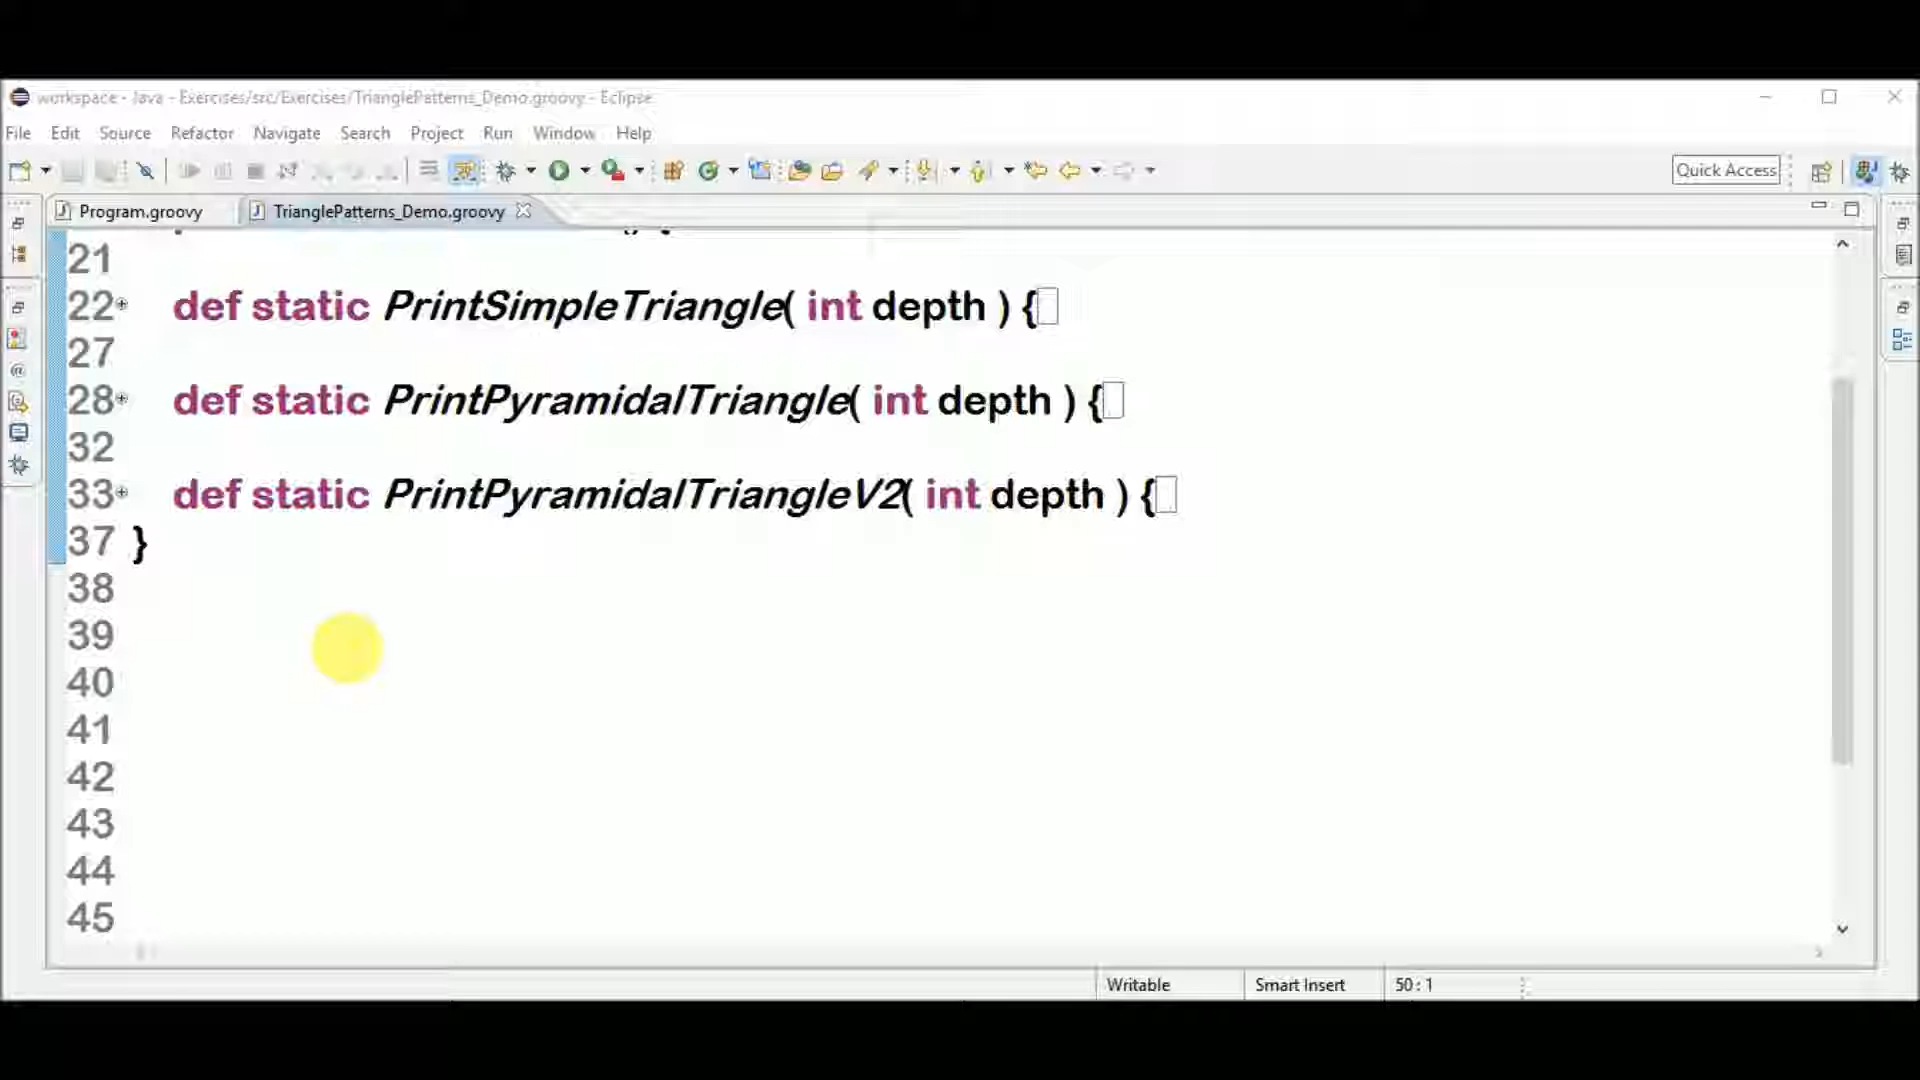 workspace - Java - Exercises/src/Exercises/TrianglePatterns_Demo.groovy - Eclipse
File Edit Source Refactor Navigate Search Project Run Window Help
Quick Access
Program.groovy TrianglePatterns_Demo.groovy
21
22 def static PrintSimpleTriangle( int depth ) {
27
28 def static PrintPyramidalTriangle( int depth ) {
32
33 def static PrintPyramidalTriangleV2( int depth ) {
37 }
38
39
40
41
42
43
44
45
Writable Smart Insert 50 : 1